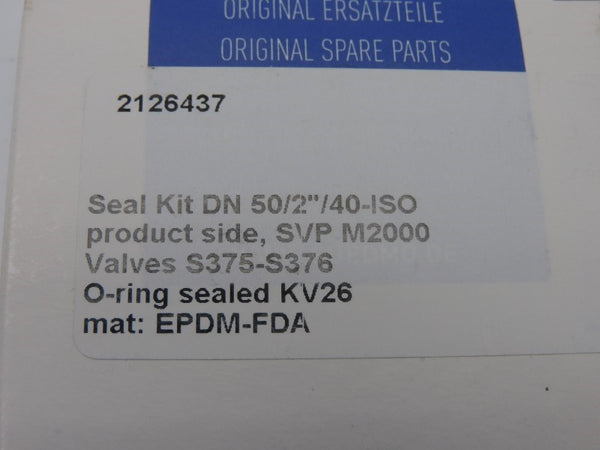 ORIGINAL ERSATZTEILE
ORIGINAL SPARE PARTS
2126437
Seal Kit DN 50/2"/40-ISO
product side, SVP M2000
Valves S375-S376
O-ring sealed KV26
mat: EPDM-FDA